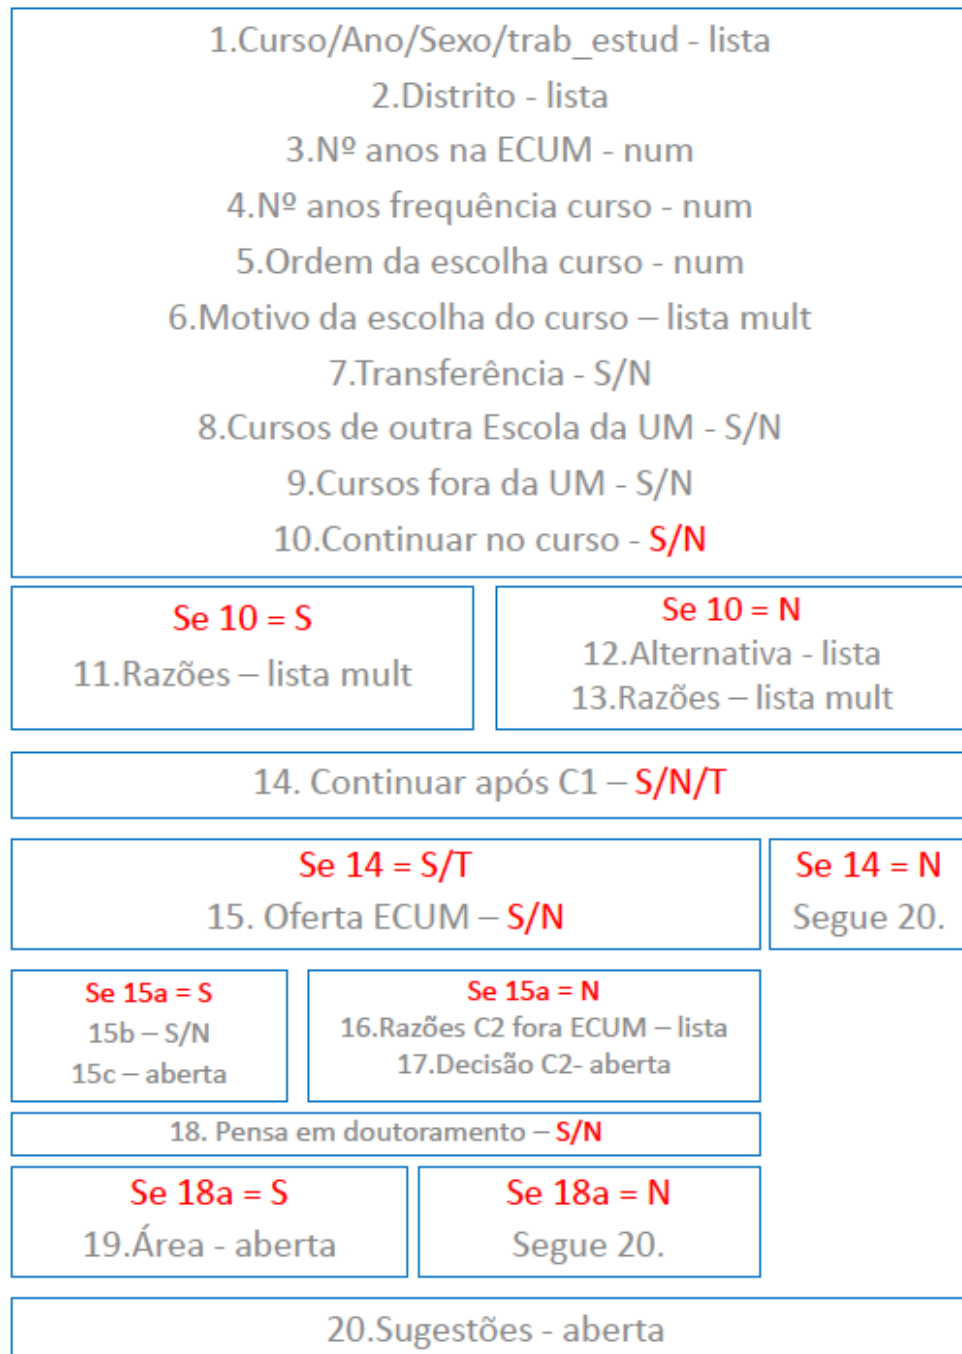 1.Curso/Ano/Sexo/trab_estud - lista
2.Distrito - lista
3.Nº anos na ECUM - num
4.Nº anos frequência curso - num
5.Ordem da escolha curso - num
6.Motivo da escolha do curso – lista mult
7.Transferência - S/N
8.Cursos de outra Escola da UM - S/N
9.Cursos fora da UM - S/N
10.Continuar no curso - S/N
Se 10 = S
11.Razões – lista mult
Se 10 = N
12.Alternativa - lista
13.Razões – lista mult
14. Continuar após C1 – S/N/T
Se 14 = S/T
15. Oferta ECUM – S/N
Se 14 = N
Segue 20.
Se 15a = S
15b – S/N
15c – aberta
Se 15a = N
16.Razões C2 fora ECUM – lista
17.Decisão C2- aberta
18. Pensa em doutoramento – S/N
Se 18a = S
19.Área - aberta
Se 18a = N
Segue 20.
20.Sugestões - aberta